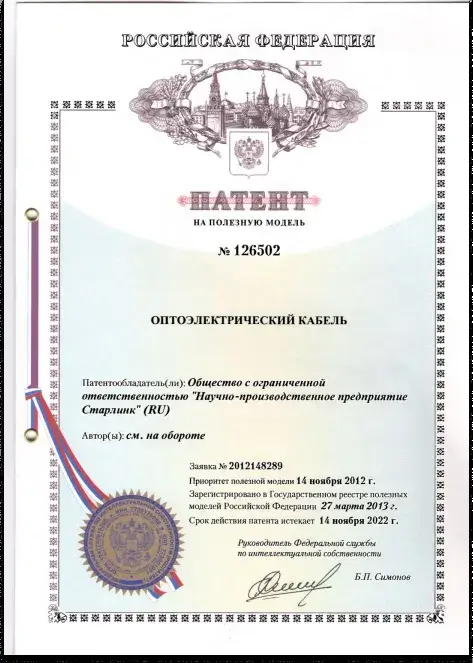 РОССИЙСКАЯ ФЕДЕРАЦИЯ
ПАТЕНТ
НА ПОЛЕЗНУЮ МОДЕЛЬ
№ 126502
ОПТОЭЛЕКТРИЧЕСКИЙ КАБЕЛЬ
Патентообладатель(ли): Общество с ограниченной
ответственностью "Научно-производственное предприятие
Старлинк" (RU)
Автор(ы): см. на обороте
Заявка № 2012148289
Приоритет полезной модели 14 ноября 2012 г.
Зарегистрировано в Государственном реестре полезных
моделей Российской Федерации 27 марта 2013 г.
Срок действия патента истекает 14 ноября 2022 г.
Руководитель Федеральной службы
по интеллектуальной собственности
Б.П. Симонов